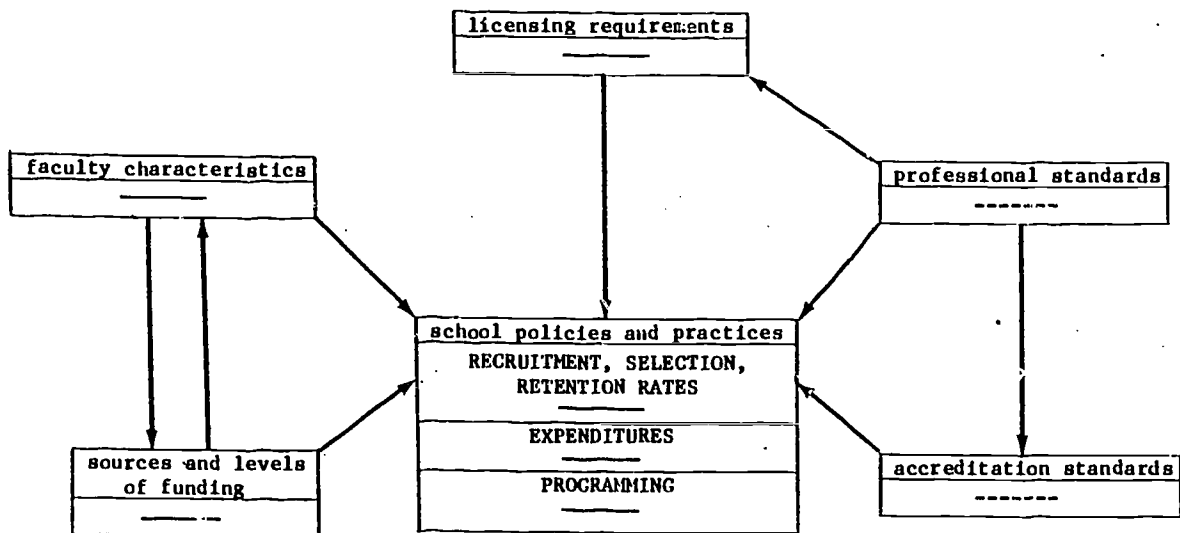 licensing requirements
faculty characteristics
professional standards
school policies and practices
RECRUITMENT, SELECTION,
RETENTION RATES
EXPENDITURES
PROGRAMMING
sources and levels
of funding
accreditation standards